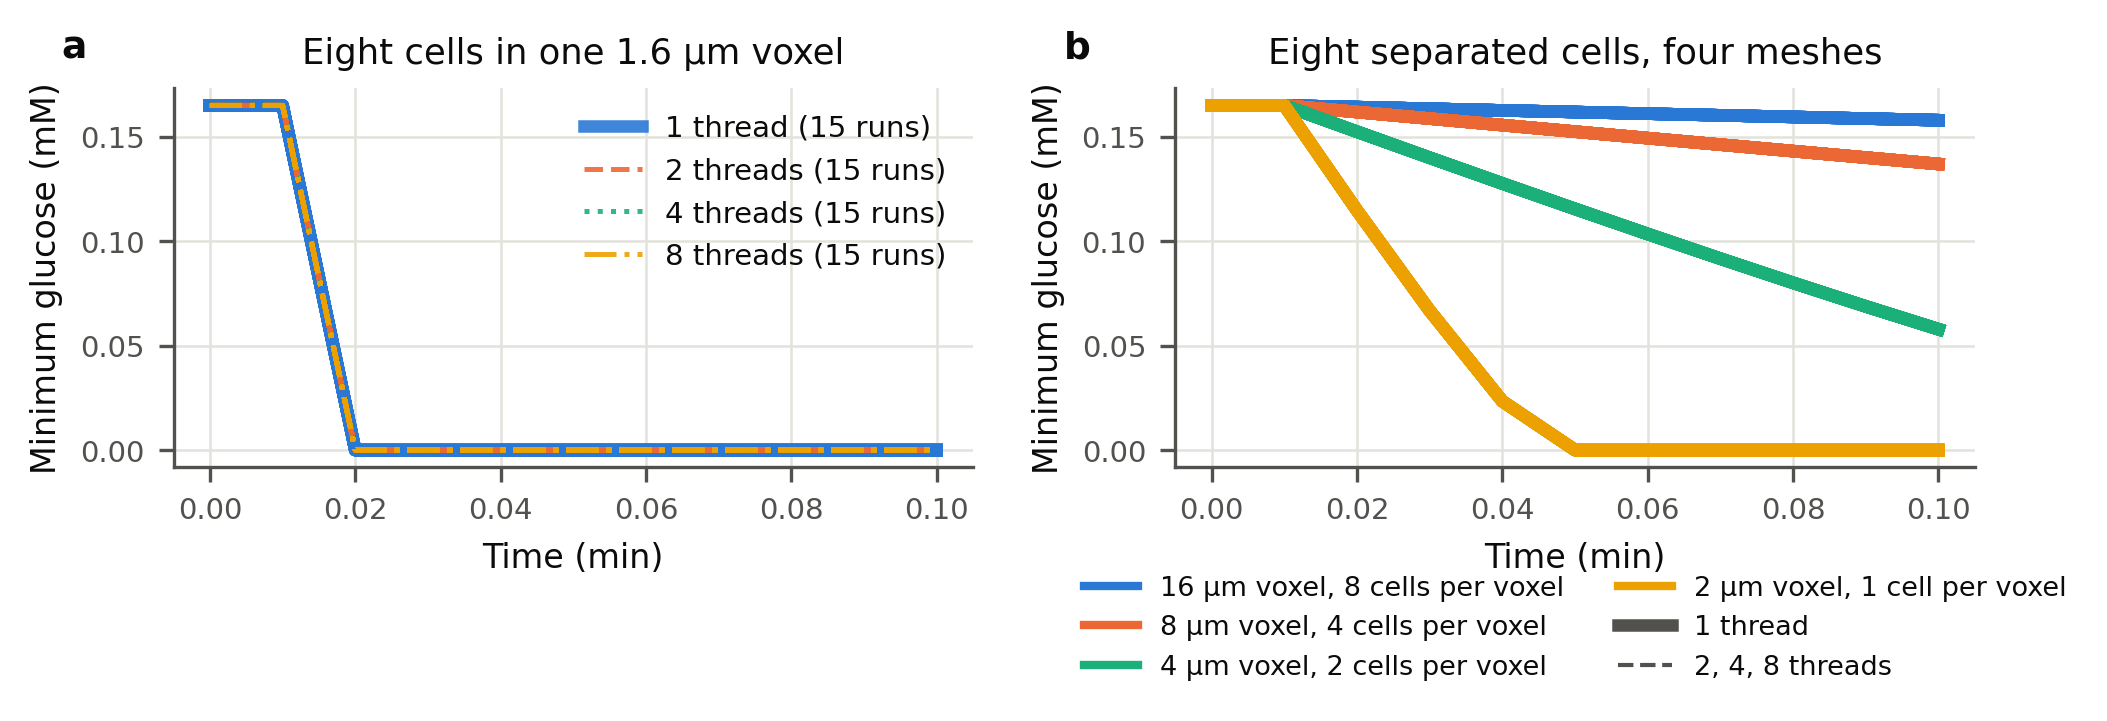 a
Eight cells in one 1.6 µm voxel
Minimum glucose (mM)
0.15
0.10
0.05
0.00
1 thread (15 runs)
2 threads (15 runs)
4 threads (15 runs)
8 threads (15 runs)
0.00 0.02 0.04 0.06 0.08 0.10
Time (min)
b
Eight separated cells, four meshes
Minimum glucose (mM)
0.15
0.10
0.05
0.00
0.00 0.02 0.04 0.06 0.08 0.10
Time (min)
16 µm voxel, 8 cells per voxel
8 µm voxel, 4 cells per voxel
4 µm voxel, 2 cells per voxel
2 µm voxel, 1 cell per voxel
1 thread
2, 4, 8 threads